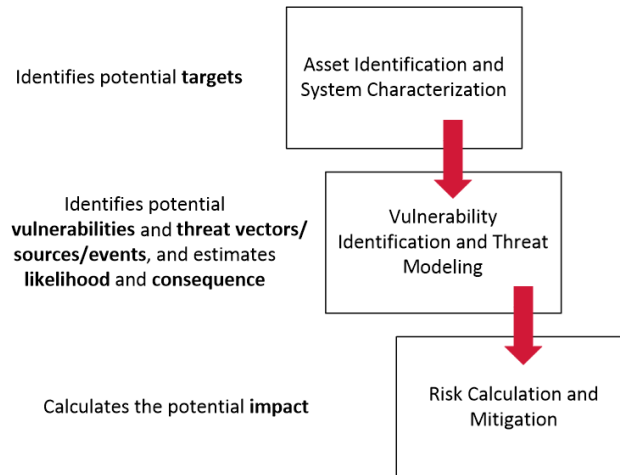 Identifies potential targets
Asset Identification and
System Characterization
Identifies potential
vulnerabilities and threat vectors/
sources/events, and estimates
likelihood and consequence
Vulnerability
Identification and Threat
Modeling
Calculates the potential impact
Risk Calculation and
Mitigation